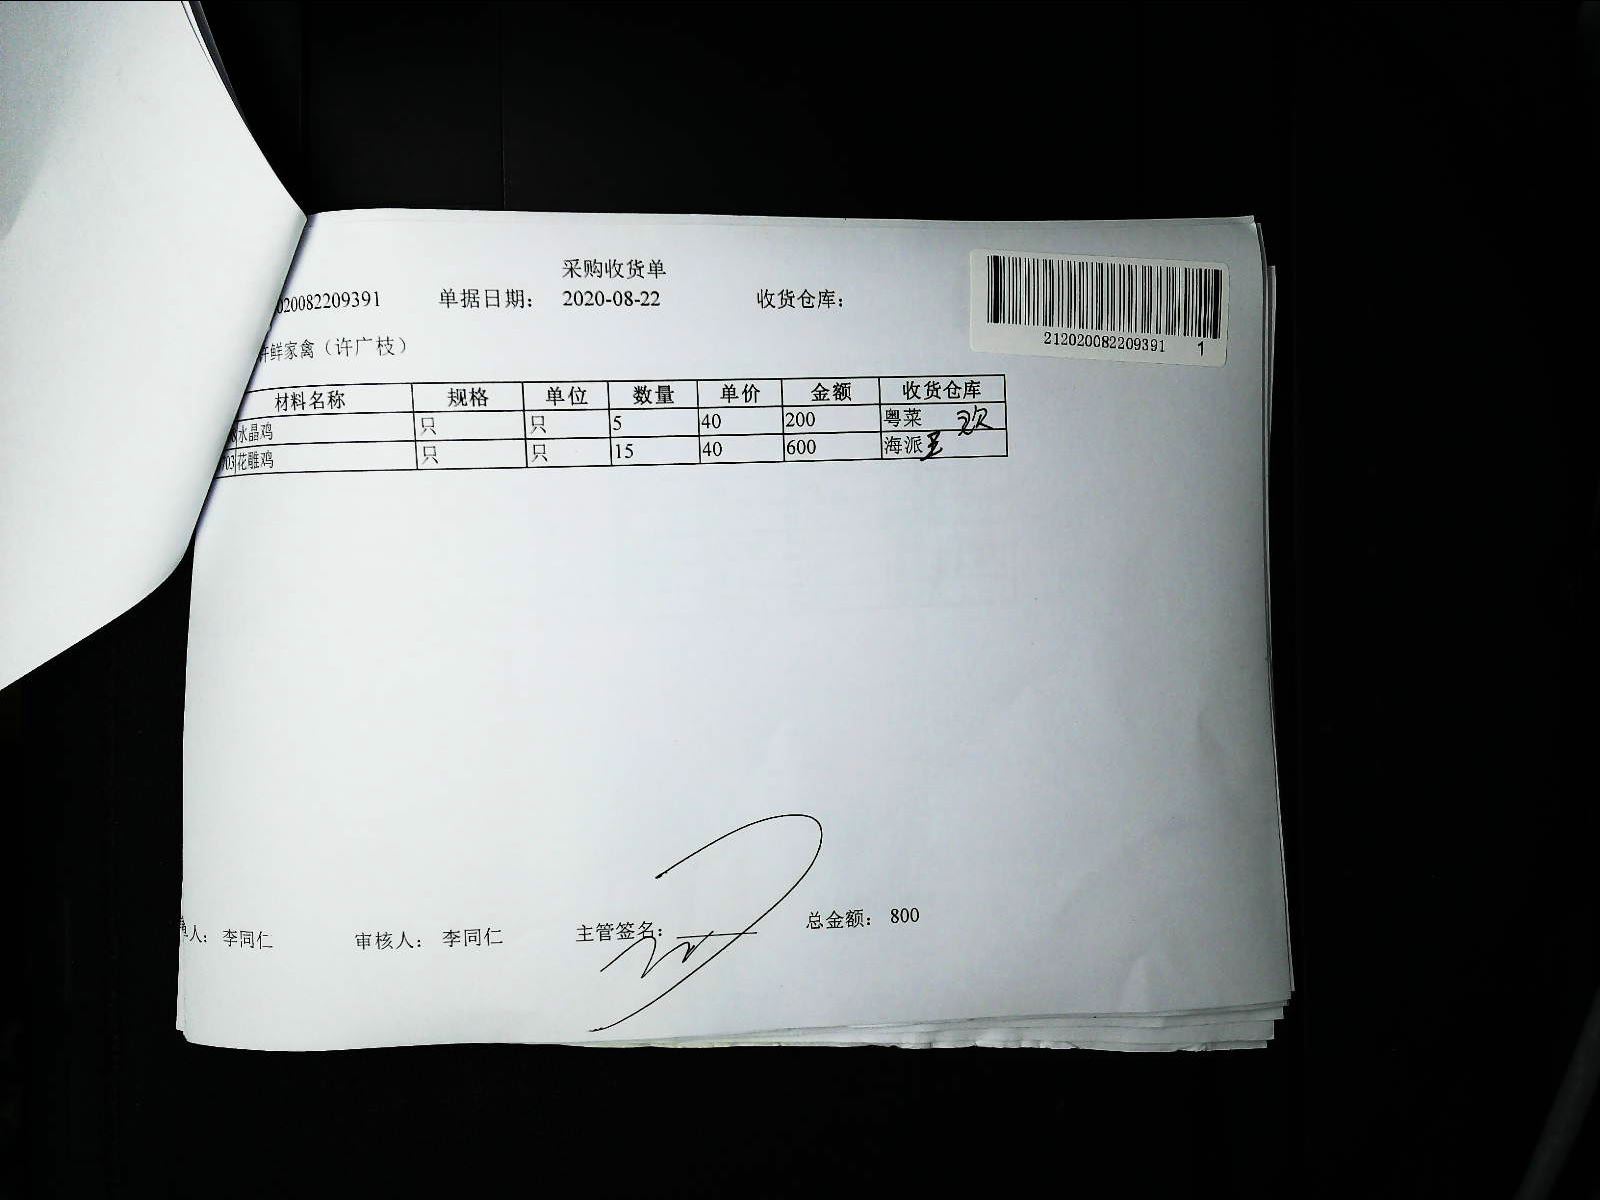 采购收货单
020082209391 单据日期： 2020-08-22 收货仓库：
212020082209391 1
鲜家禽（许广枝）
材料名称 规格 单位 数量 单价 金额 收货仓库
水晶鸡 只 只 5 40 200 粤菜 欢
03 花雕鸡 只 只 15 40 600 海派
人： 李同仁 审核人： 李同仁 主管签名： 总金额： 800